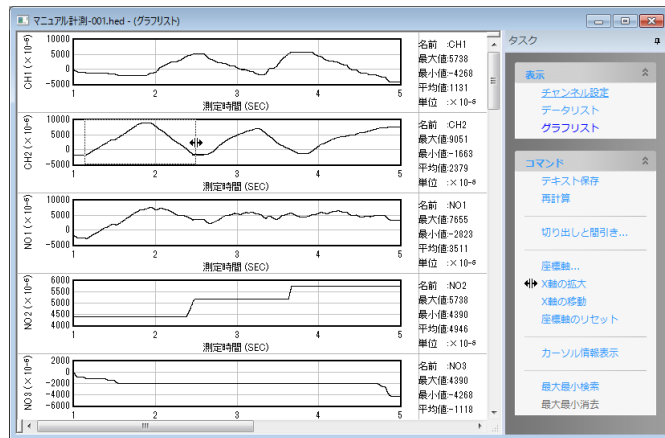 マニュアル計測-001.hed - (グラフリスト)
CH1 (×10-6)
10000
5000
0
-5000
1 2 3 4 5
測定時間 (SEC)
名前 :CH1
最大値:5738
最小値:-4268
平均値:1131
単位 :×10-6
CH2 (×10-6)
10000
5000
0
-5000
1 2 3 4 5
測定時間 (SEC)
名前 :CH2
最大値:9051
最小値:-1663
平均値:2379
単位 :×10-6
NO1 (×10-6)
10000
5000
0
-5000
1 2 3 4 5
測定時間 (SEC)
名前 :NO1
最大値:7655
最小値:-2823
平均値:3511
単位 :×10-6
NO2 (×10-6)
6000
5500
5000
4500
4000
1 2 3 4 5
測定時間 (SEC)
名前 :NO2
最大値:5738
最小値:4390
平均値:4946
単位 :×10-6
NO3 (×10-6)
2000
0
-2000
-4000
-6000
1 2 3 4 5
名前 :NO3
最大値:4390
最小値:-4268
平均値:-1118
タスク
表示
チャンネル設定
データリスト
グラフリスト
コマンド
テキスト保存
再計算
切り出しと間引き...
座標軸...
X軸の拡大
X軸の移動
座標軸のリセット
カーソル情報表示
最大最小検索
最大最小消去